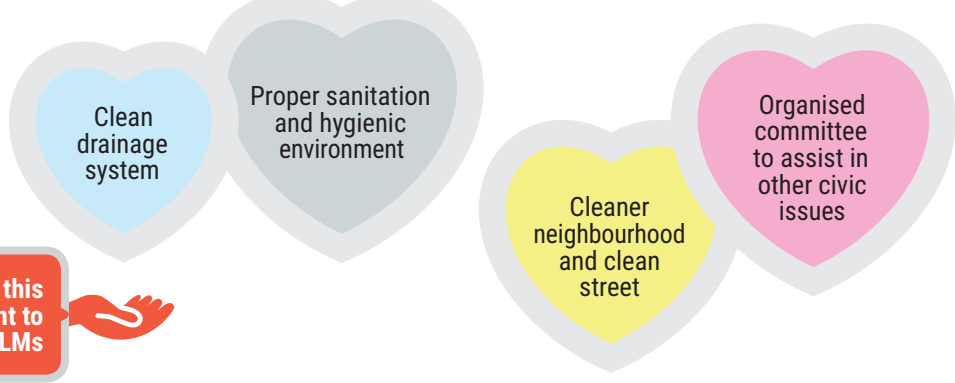 Clean
drainage
system
Proper sanitation
and hygienic
environment
Cleaner
neighbourhood
and clean
street
Organised
committee
to assist in
other civic
issues
this
to
LMs